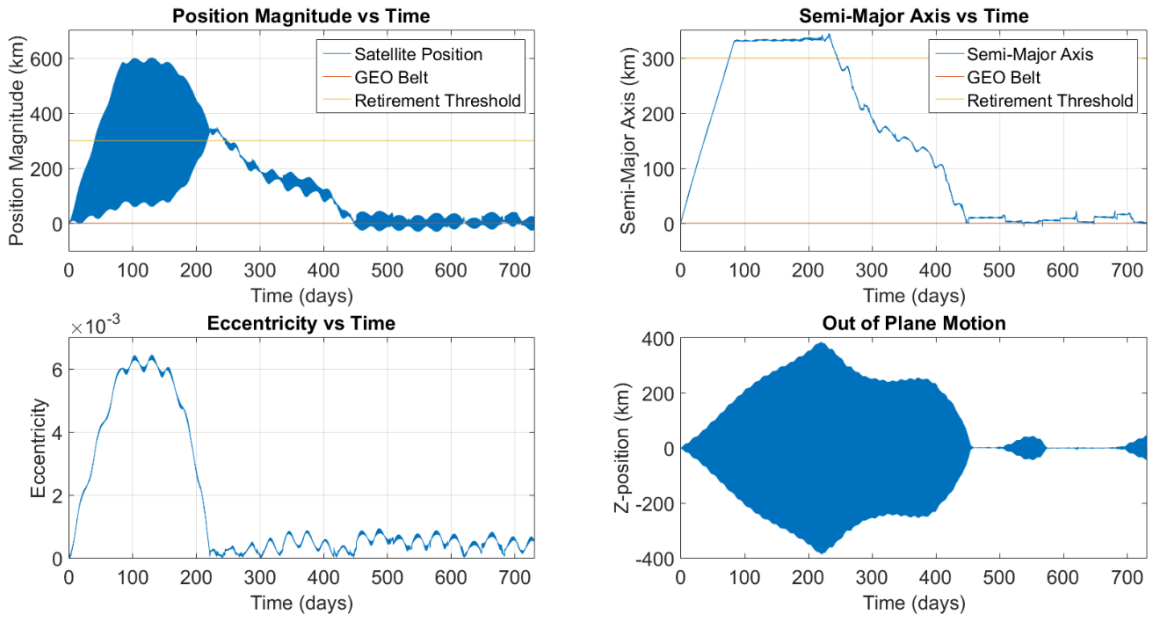 Position Magnitude vs Time
Position Magnitude (km)
600
400
200
0
0 100 200 300 400 500 600 700
Time (days)
Satellite Position
GEO Belt
Retirement Threshold
Semi-Major Axis vs Time
Semi-Major Axis (km)
300
200
100
0
0 100 200 300 400 500 600 700
Time (days)
Semi-Major Axis
GEO Belt
Retirement Threshold
Eccentricity vs Time
×10⁻³
Eccentricity
6
4
2
0
0 100 200 300 400 500 600 700
Time (days)
Out of Plane Motion
Z-position (km)
400
200
0
-200
-400
0 100 200 300 400 500 600 700
Time (days)